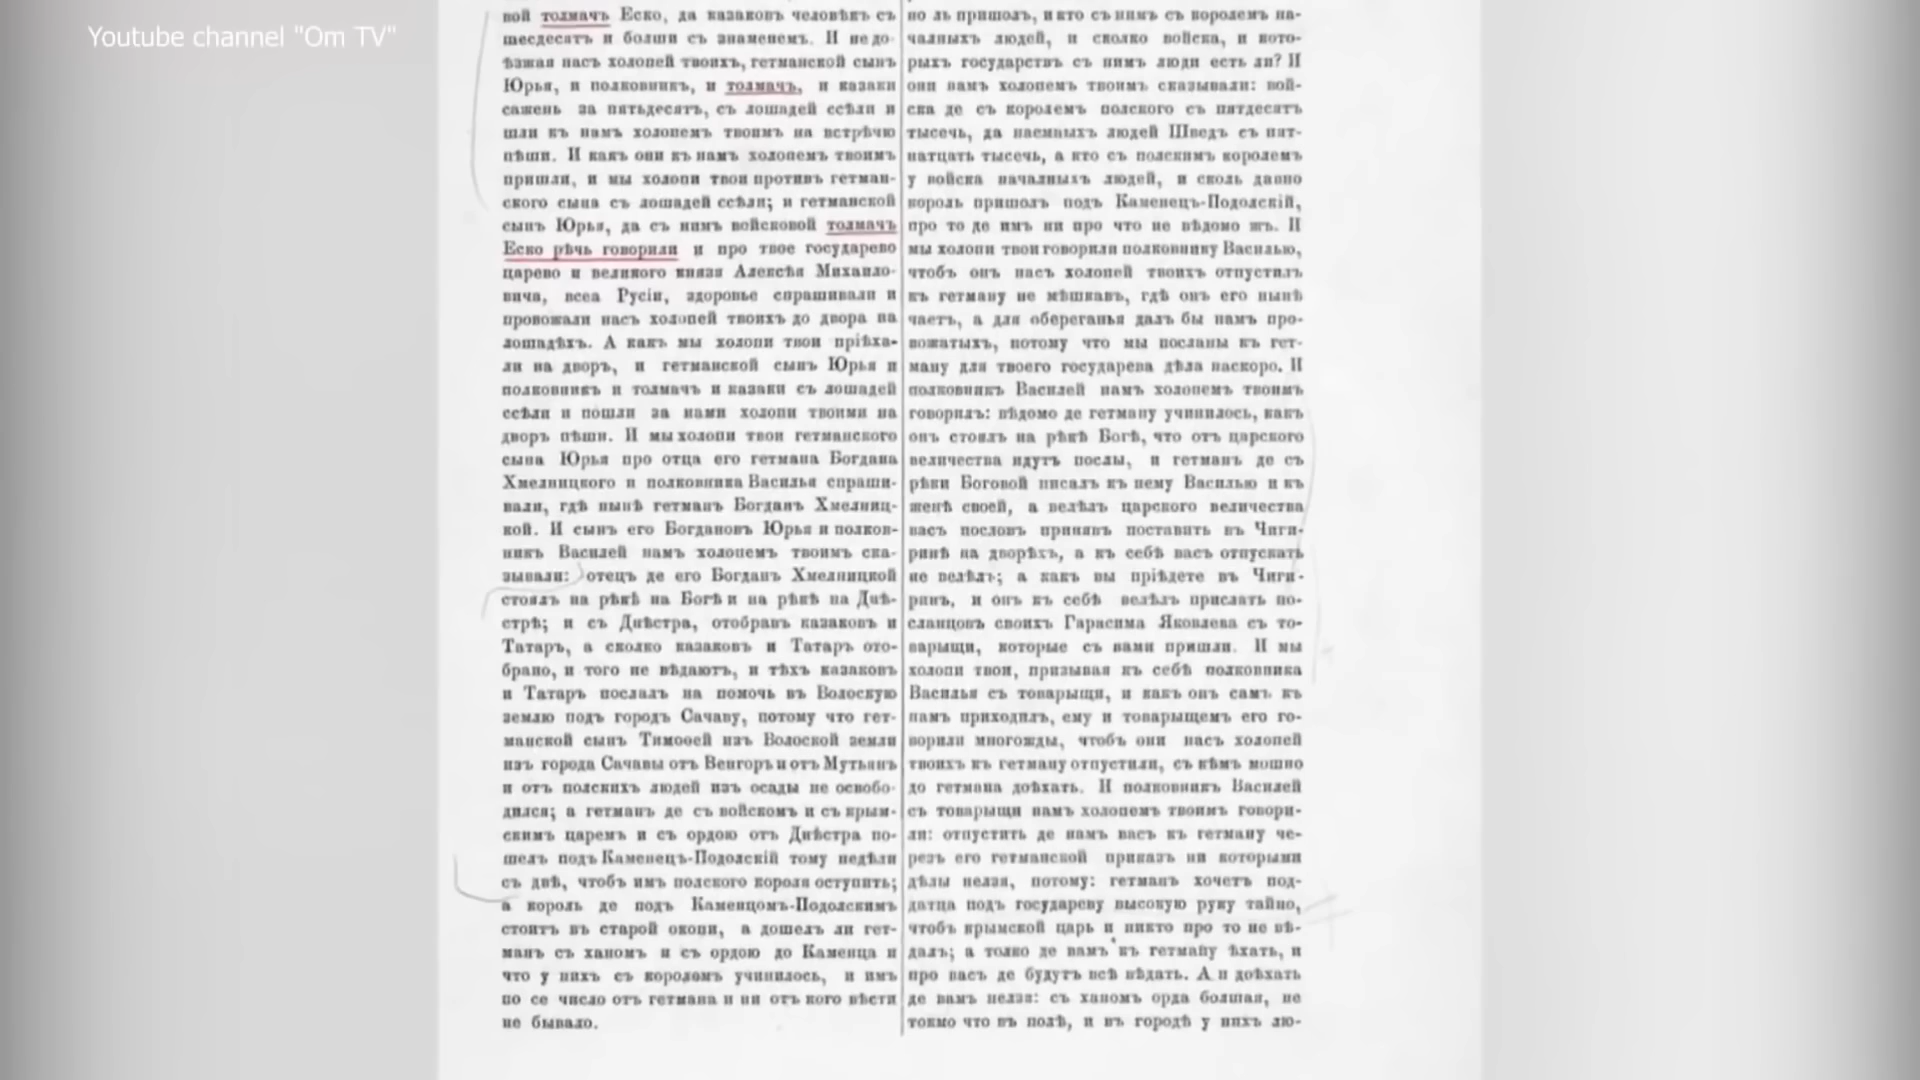 Youtube channel "Om TV"
вой толмачъ Еско, да казаковъ человѣкъ съ
шесдесятъ и болши съ знаменемъ. И недо-
ѣзжая насъ холопей твоихъ, гетманской сынъ
Юрья, и полковникъ, и толмачъ, и казаки
сажень за пятьдесятъ, съ лошадей ссѣли и
шли къ намъ холопемъ твоимъ на встрѣчю
пѣши. И какъ они къ намъ холопемъ твоимъ
пришли, и мы холопи твои противъ гетман-
ского сына съ лошадей ссѣли; и гетманской
сынъ Юрья, да съ нимъ войсковой толмачъ
Еско рѣчь говорили и про твое государево
царево и великого князя Алексѣя Михайло-
вича, всеа Русіи, здоровье спрашивали и
провожали насъ холопей твоихъ до двора на
лошадѣхъ. А какъ мы холопи твои пріѣха-
ли на дворъ, и гетманской сынъ Юрья и
полковникъ и толмачъ и казаки съ лошадей
ссѣли и пошли за нами холопи твоими на
дворъ пѣши. И мы холопи твои гетманского
сына Юрья про отца его гетмана Богдана
Хмелницкого и полковника Василья спраши-
вали, гдѣ нынѣ гетманъ Богданъ Хмелниц-
кой. И сынъ его Богдановъ Юрья и полков-
никъ Василей намъ холопемъ твоимъ ска-
зывали: отецъ де его Богданъ Хмелницкой
стоялъ на рѣкѣ на Богѣ и на рѣкѣ на Днѣ-
стрѣ; и съ Днѣстра, отобравъ казаковъ и
Татаръ, а сколко казаковъ и Татаръ ото-
брано, и того не вѣдаютъ, и тѣхъ казаковъ
и Татаръ послалъ на помочь въ Волоскую
землю подъ городъ Сачаву, потому что гет-
манской сынъ Тимоѳей изъ Волоской земли
изъ города Сачавы отъ Венгоръ и отъ Мутьянъ
и отъ полскихъ людей изъ осады не освобо-
дился; а гетманъ де съ войскомъ и съ крым-
скимъ царемъ и съ ордою отъ Днѣстра по-
шелъ подъ Каменецъ-Подолскій тому недѣли
съ двѣ, чтобъ имъ полского короля оступить;
а король де подъ Каменцомъ-Подолскимъ
стоитъ въ старой окопи, а дошелъ ли гет-
манъ съ ханомъ и съ ордою до Каменца и
что у нихъ съ королемъ учинилось, и имъ
по се число отъ гетмана и ни отъ кого вѣсти
не бывало.
но ль пришолъ, и кто съ нимъ съ королемъ на-
чалныхъ людей, и сколко войска, и кото-
рыхъ государствъ съ нимъ люди есть ли? И
они намъ холопемъ твоимъ сказывали: вой-
ска де съ королемъ полского съ пятдесятъ
тысечь, да наемныхъ людей Шведъ съ пят-
натцать тысечь, а кто съ полскимъ королемъ
у войска началныхъ людей, и сколь давно
король пришолъ подъ Каменецъ-Подолскій,
про то де имъ ни про что не вѣдомо жъ. И
мы холопи твои говорили полковнику Василью,
чтобъ онъ насъ холопей твоихъ отпустилъ
къ гетману не мѣшкавъ, гдѣ онъ его нынѣ
чаетъ, а для обереганья далъ бы намъ про-
вожатыхъ, потому что мы посланы къ гет-
ману для твоего государева дѣла наскоро. И
полковникъ Василей намъ холопемъ твоимъ
говорилъ: вѣдомо де гетману учинилось, какъ
онъ стоялъ на рѣкѣ Богѣ, что отъ царского
величества идутъ послы, и гетманъ де съ
рѣки Боговой писалъ къ нему Василью и къ
женѣ своей, а велѣлъ царского величества
васъ пословъ принявъ поставить въ Чиги-
ринѣ на дворѣхъ, а къ себѣ васъ отпускать
не велѣлъ; а какъ вы пріѣдете въ Чиги-
ринъ, и онъ къ себѣ велѣлъ прислать по-
сланцовъ своихъ Гарасима Яковлева съ то-
варыщи, которые съ вами пришли. И мы
холопи твои, призывая къ себѣ полковника
Василья съ товарыщи, и какъ онъ самъ къ
намъ приходилъ, ему и товарыщемъ его го-
ворили многожды, чтобъ они насъ холопей
твоихъ къ гетману отпустили, съ кѣмъ мошно
до гетмана доѣхать. И полковникъ Василей
съ товарыщи намъ холопемъ твоимъ говори-
ли: отпустить де намъ васъ къ гетману че-
резъ его гетманской приказъ ни которыми
дѣлы нелзя, потому: гетманъ хочетъ под-
датца подъ государеву высокую руку тайно,
чтобъ крымской царь и никто про то не вѣ-
далъ; а толко де вамъ къ гетману ѣхать, и
про васъ де будутъ всѣ вѣдать. А и доѣхать
де вамъ нелзя: съ ханомъ орда болшая, не
токмо что въ полѣ, и въ городѣ у нихъ лю-